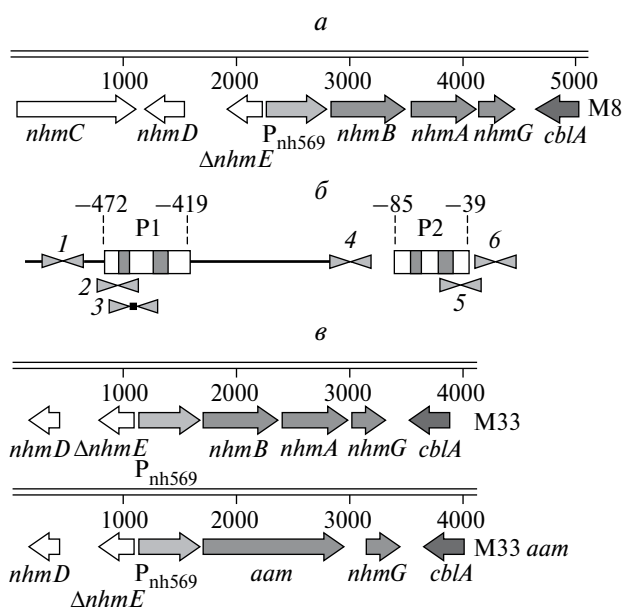 а
1000 2000 3000 4000 5000
M8
nhmC nhmD ΔnhmE P_nh569 nhmB nhmA nhmG cblA
б
–472 –419 –85 –39
P1 P2
1 4 6
2 5
3
в
1000 2000 3000 4000
M33
nhmD ΔnhmE P_nh569 nhmB nhmA nhmG cblA
1000 2000 3000 4000
M33 aam
nhmD ΔnhmE P_nh569 aam nhmG cblA